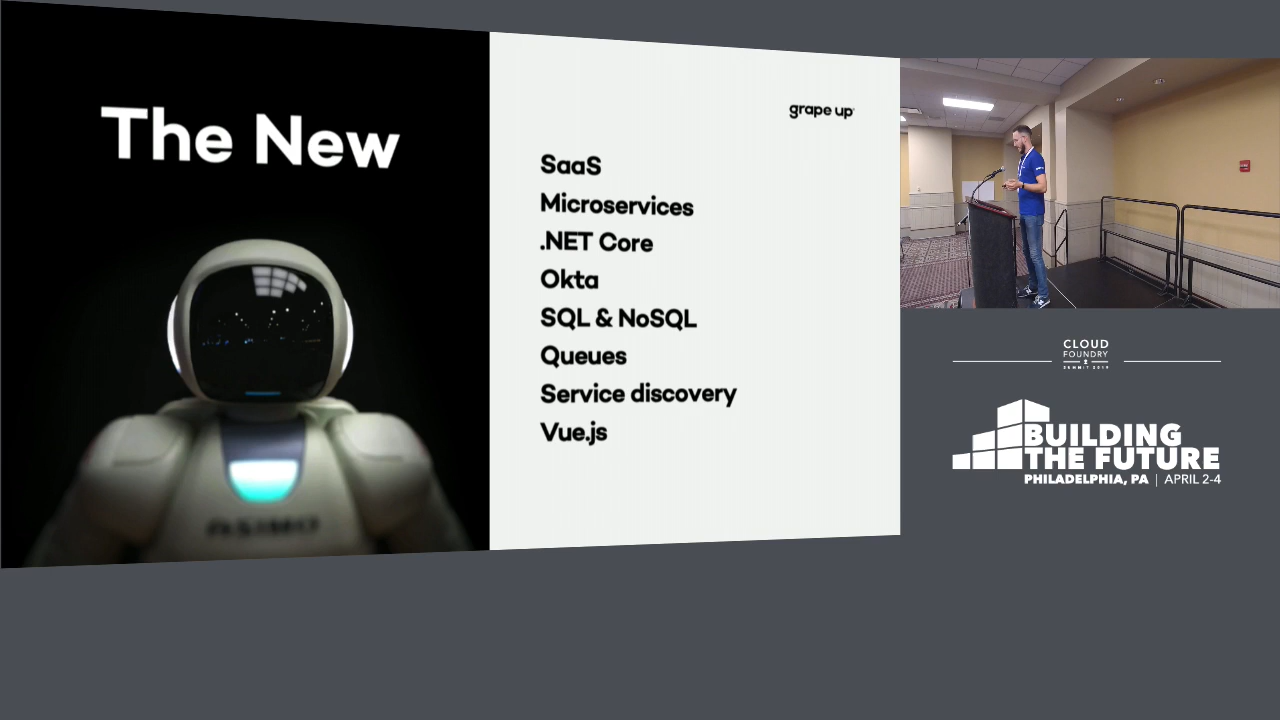 The New
ASIMO
grape up
SaaS
Microservices
.NET Core
Okta
SQL & NoSQL
Queues
Service discovery
Vue.js
CLOUD
FOUNDRY
SUMMIT 2019
BUILDING
THE FUTURE
PHILADELPHIA, PA | APRIL 2-4